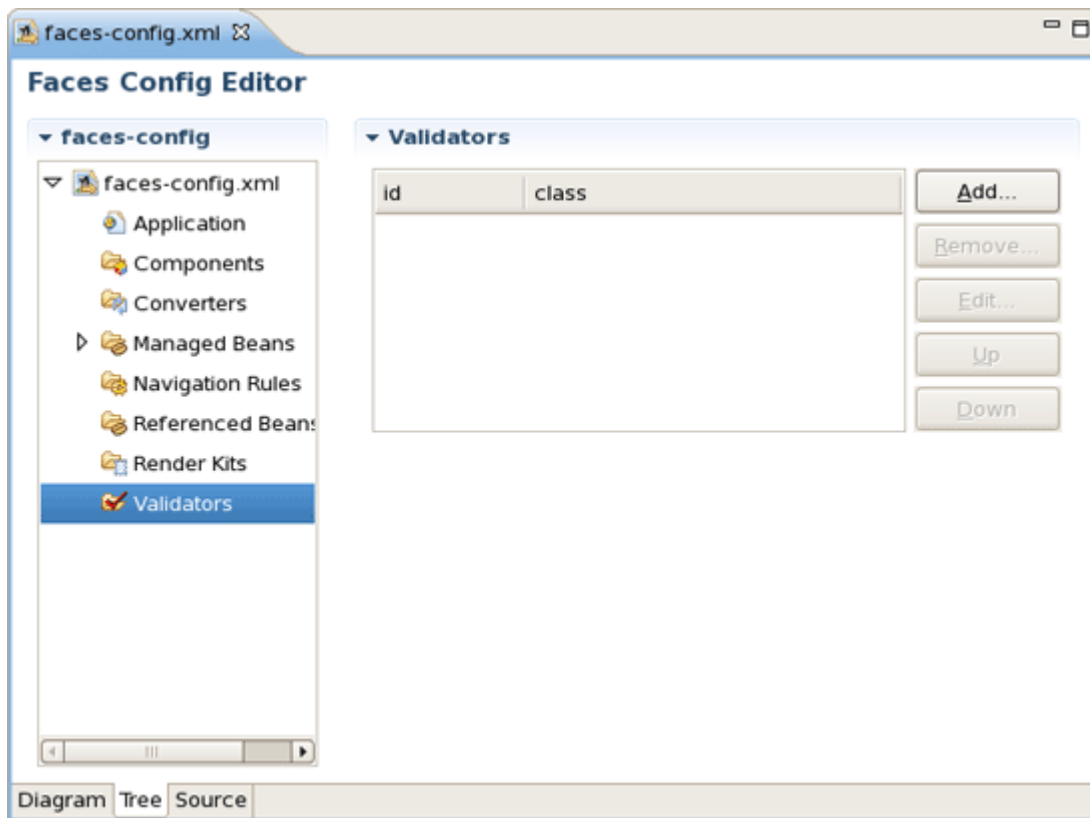 faces-config.xml
Faces Config Editor
faces-config
faces-config.xml
Application
Components
Converters
Managed Beans
Navigation Rules
Referenced Beans
Render Kits
Validators
Validators
id class
Add...
Remove...
Edit...
Up
Down
Diagram Tree Source